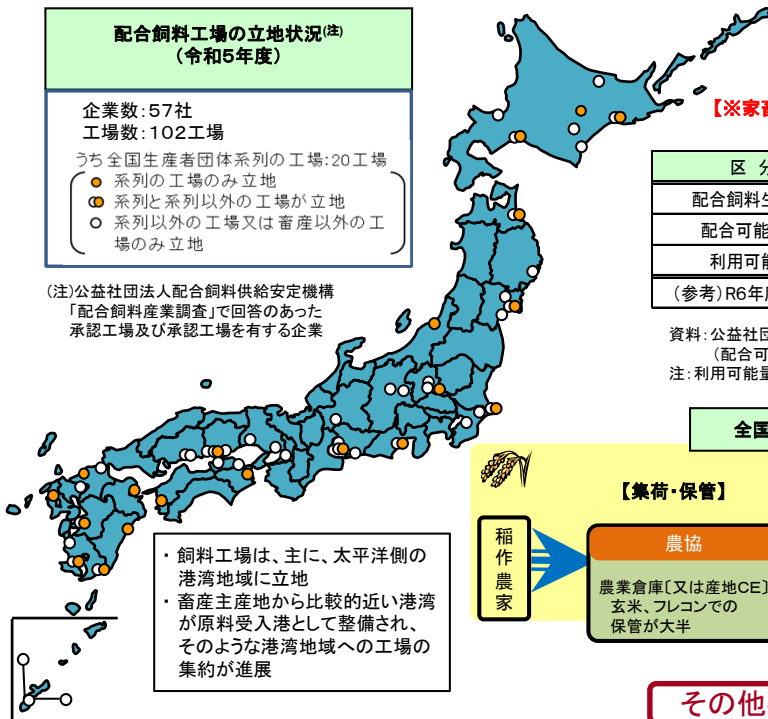 配合飼料工場の立地状況(注)
(令和5年度)
企業数:57社
工場数:102工場
うち全国生産者団体系列の工場:20工場
系列の工場のみ立地
系列と系列以外の工場が立地
系列以外の工場又は畜産以外の工
場のみ立地
(注)公益社団法人配合飼料供給安定機構
「配合飼料産業調査」で回答のあった
承認工場及び承認工場を有する企業
【※家畜
区 分
配合飼料生
配合可能
利用可能
(参考)R6年度
資料:公益社団
(配合可
注:利用可能量
全国
【集荷・保管】
稲作農家
農協
農業倉庫〔又は産地CE〕
玄米、フレコンでの
保管が大半
・ 飼料工場は、主に、太平洋側の
港湾地域に立地
・ 畜産主産地から比較的近い港湾
が原料受入港として整備され、
そのような港湾地域への工場の
集約が進展
その他